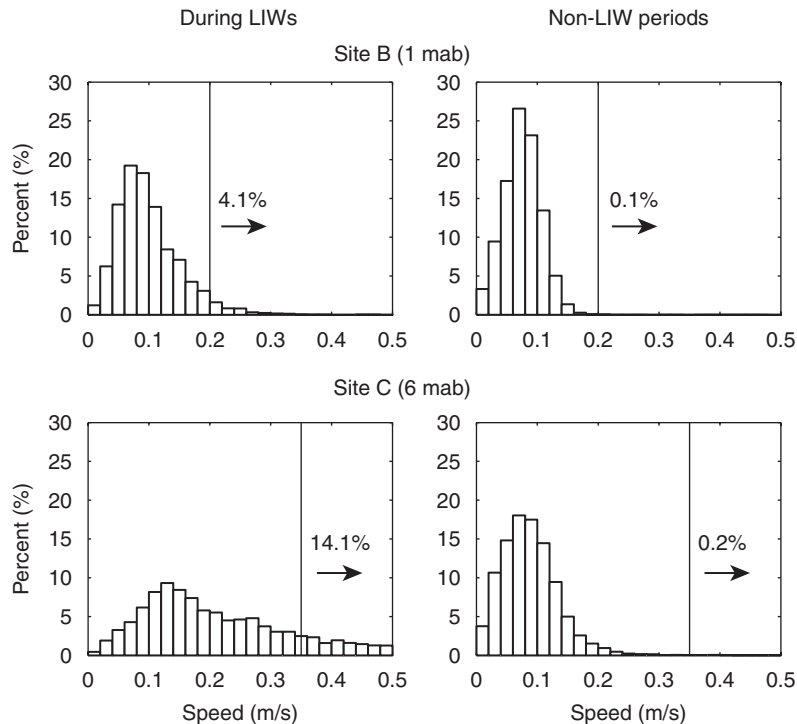 During LIWs Non-LIW periods
Site B (1 mab)
30 30
25 25
20 20
15 15
10 10
5 5
0 0
4.1% 0.1%
Percent (%)
0 0.1 0.2 0.3 0.4 0.5 0 0.1 0.2 0.3 0.4 0.5
Site C (6 mab)
30 30
25 25
20 20
15 15
10 10
5 5
0 0
14.1% 0.2%
Percent (%)
0 0.1 0.2 0.3 0.4 0.5 0 0.1 0.2 0.3 0.4 0.5
Speed (m/s) Speed (m/s)